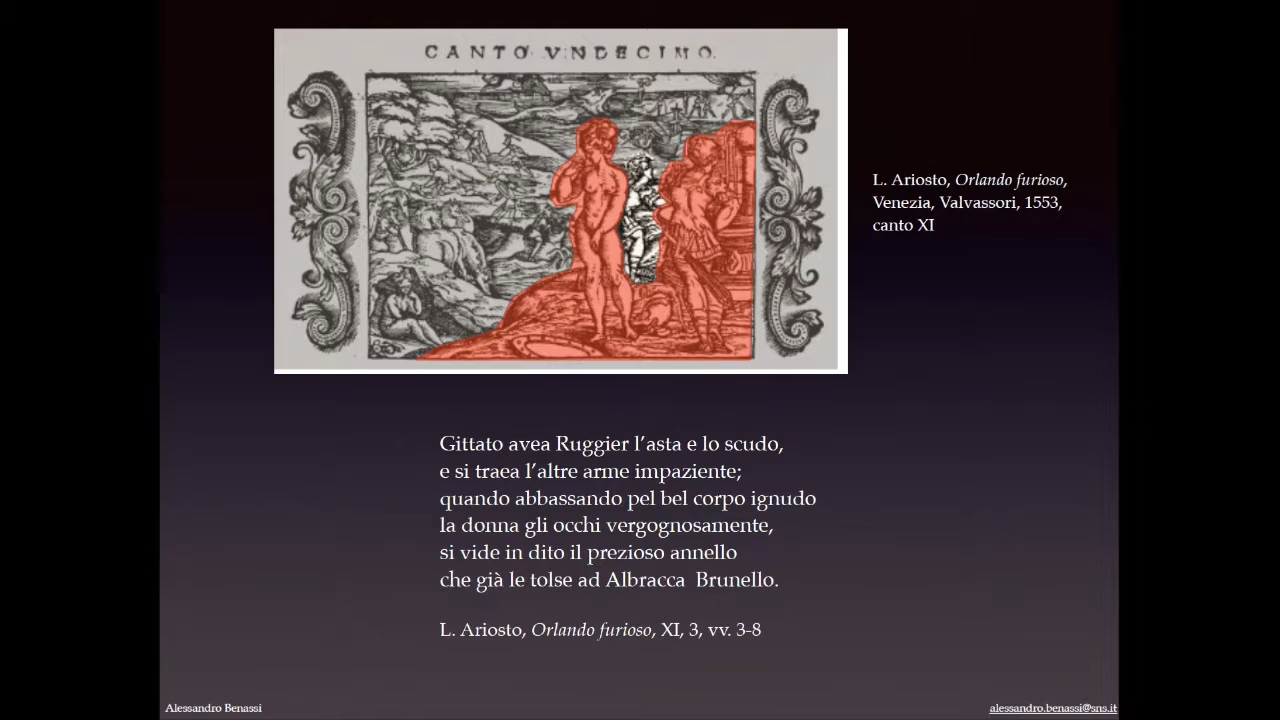 CANTO VNDECIMO.
L. Ariosto, Orlando furioso,
Venezia, Valvassori, 1553,
canto XI
Gittato avea Ruggier l'asta e lo scudo,
e si traea l'altre arme impaziente;
quando abbassando pel bel corpo ignudo
la donna gli occhi vergognosamente,
si vide in dito il prezioso annello
che già le tolse ad Albracca Brunello.
L. Ariosto, Orlando furioso, XI, 3, vv. 3-8
Alessandro Benassi
alessandro.benassi@sns.it